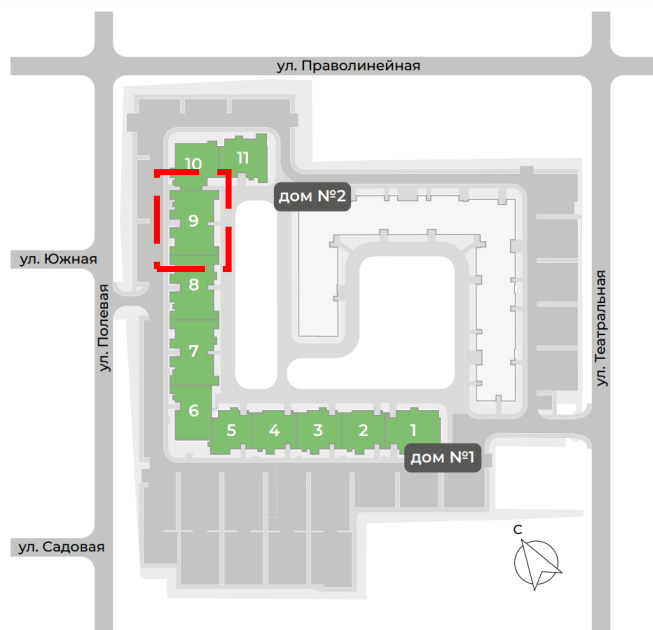 ул. Праволинейная
10
11
дом №2
9
ул. Южная
8
ул. Полевая
ул. Театральная
7
6
5
4
3
2
1
дом №1
ул. Садовая
С